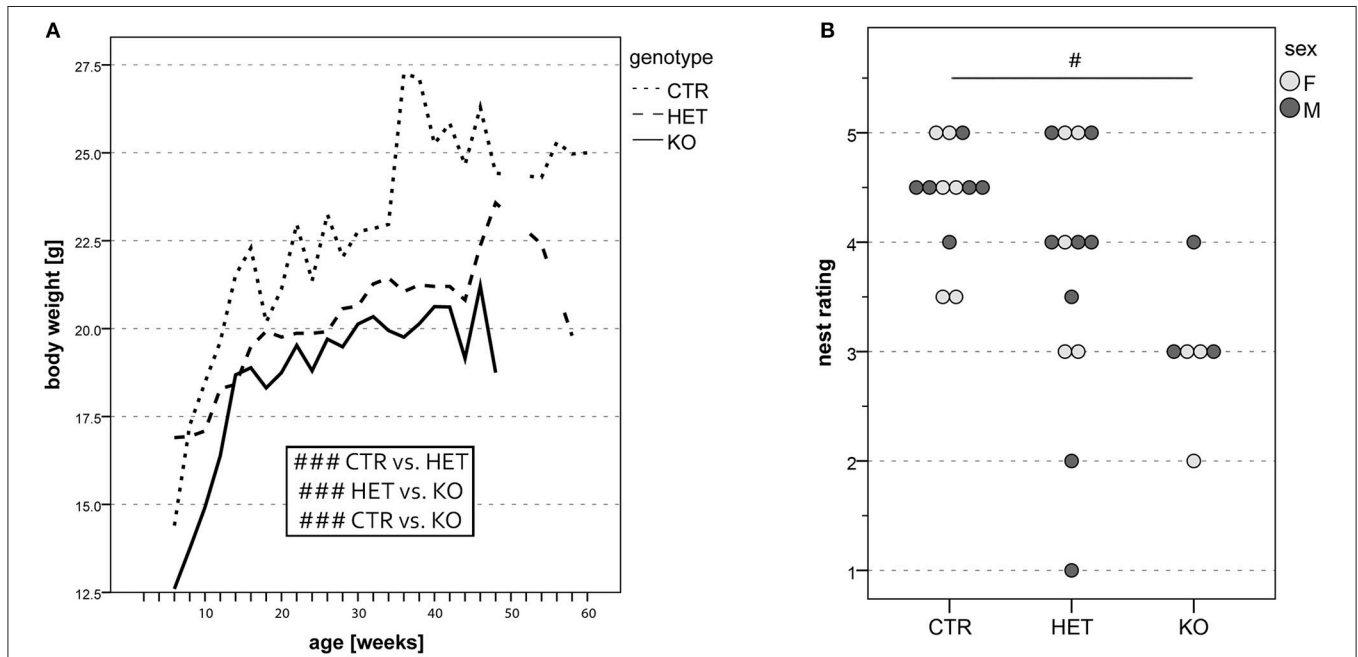 A
27.5
25.0
22.5
20.0
17.5
15.0
12.5
body weight [g]
10 20 30 40 50 60
age [weeks]
genotype
CTR
HET
KO
### CTR vs. HET
### HET vs. KO
### CTR vs. KO
B
#
5
4
3
2
1
nest rating
CTR HET KO
sex
F
M